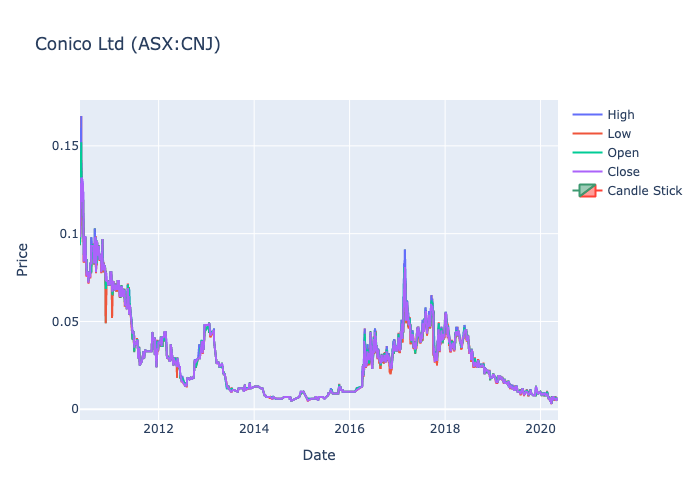 Conico Ltd (ASX:CNJ)
High
Low
Open
Close
Candle Stick
0.15
0.1
0.05
0
Price
2012
2014
2016
2018
2020
Date